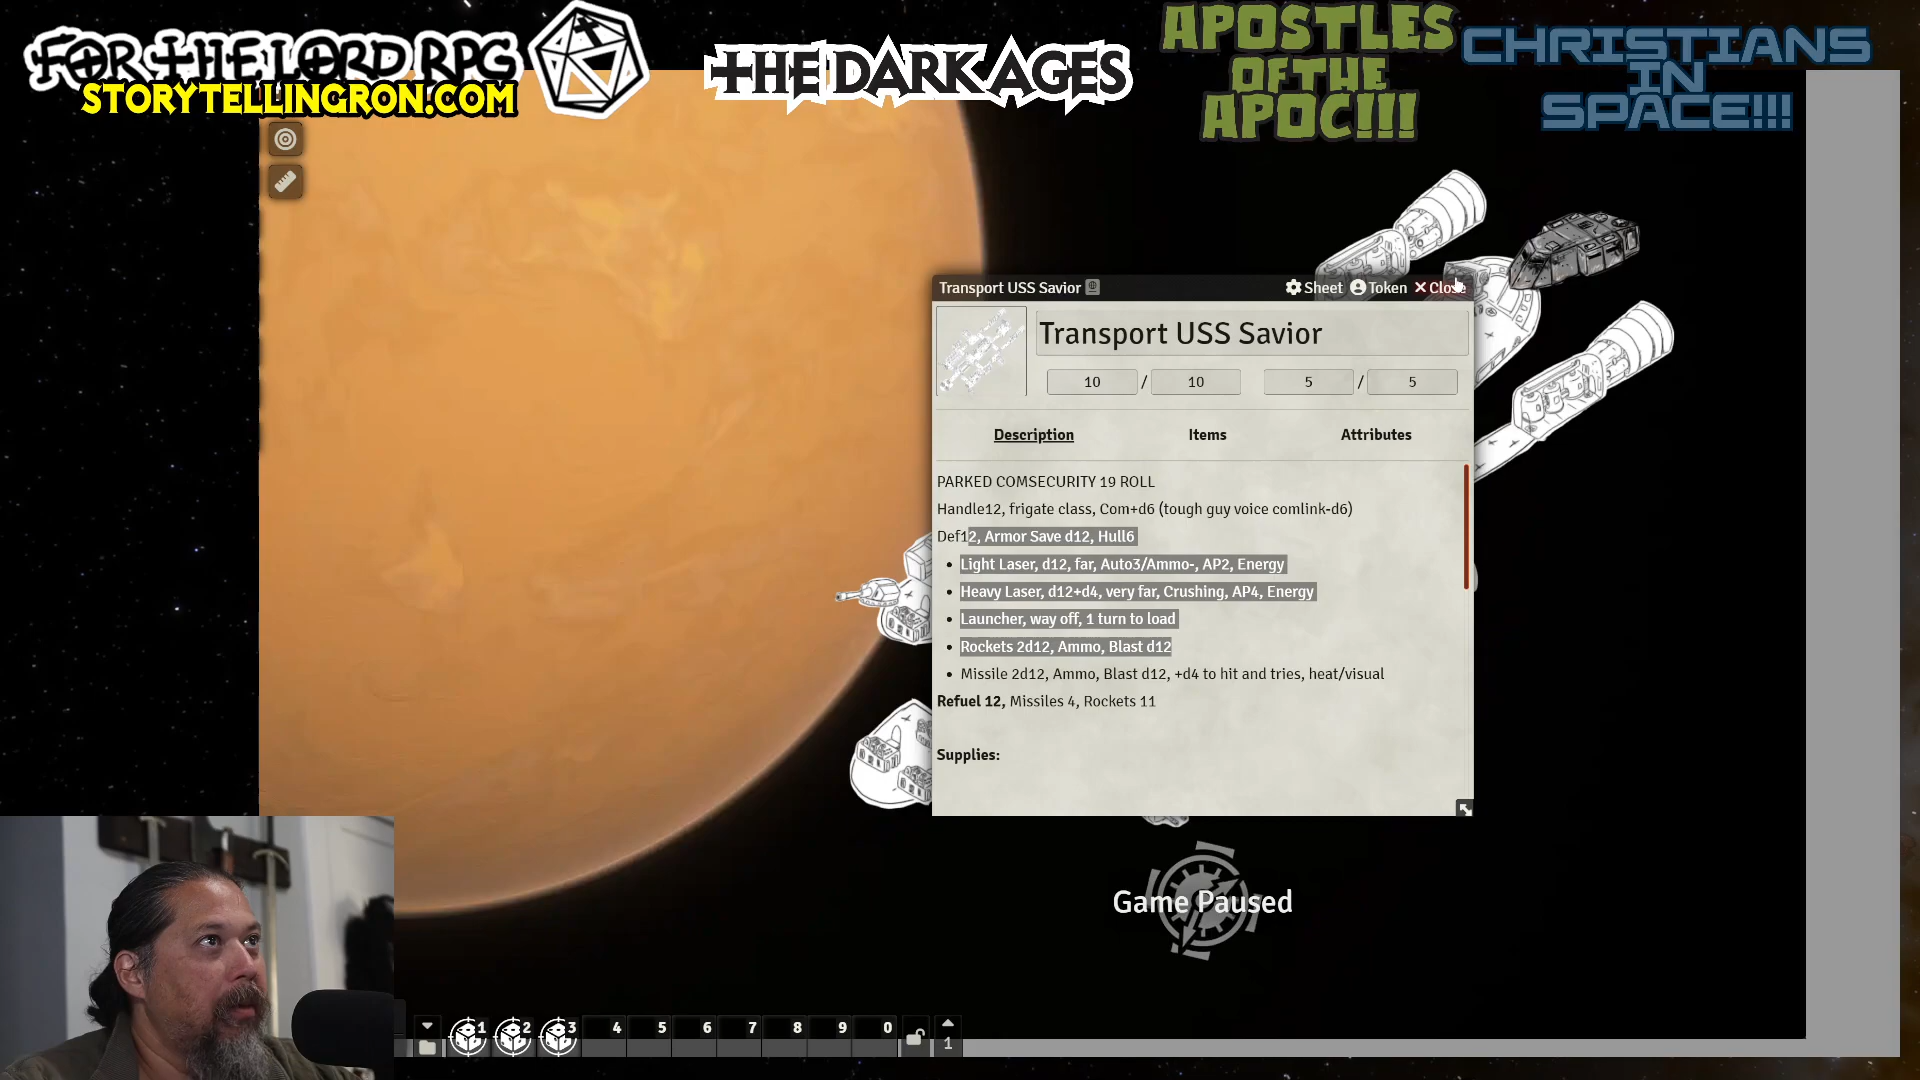 FOR THE LORD RPG
STORYTELLINGRON.COM
THE DARK AGES
APOSTLES
OF THE
APOC!!!
CHRISTIANS
IN
SPACE!!!
Transport USS Savior
Sheet
Token
Close
Transport USS Savior
10 / 10 5 / 5
Description Items Attributes
PARKED COMSECURITY 19 ROLL
Handle12, frigate class, Com+d6 (tough guy voice comlink-d6)
Def12, Armor Save d12, Hull6
Light Laser, d12, far, Auto3/Ammo-, AP2, Energy
Heavy Laser, d12+d4, very far, Crushing, AP4, Energy
Launcher, way off, 1 turn to load
Rockets 2d12, Ammo, Blast d12
Missile 2d12, Ammo, Blast d12, +d4 to hit and tries, heat/visual
Refuel 12, Missiles 4, Rockets 11
Supplies:
Game Paused
1 2 3 4 5 6 7 8 9 0
1